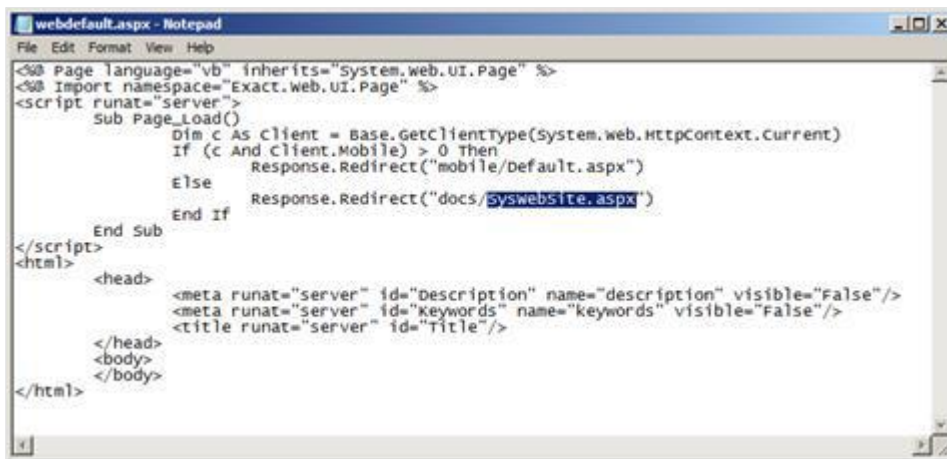 webdefault.aspx - Notepad
File Edit Format View Help
<%@ Page language="vb" inherits="System.Web.UI.Page" %>
<%@ Import namespace="Exact.Web.UI.Page" %>
<script runat="server">
Sub Page_Load()
Dim c As Client = Base.GetClientType(System.Web.HttpContext.Current)
If (c And Client.Mobile) > 0 Then
Response.Redirect("mobile/Default.aspx")
Else
Response.Redirect("docs/SysWebSite.aspx")
End If
End Sub
</script>
<html>
<head>
<meta runat="server" id="Description" name="description" visible="False"/>
<meta runat="server" id="Keywords" name="keywords" visible="False"/>
<title runat="server" id="Title"/>
</head>
<body>
</body>
</html>